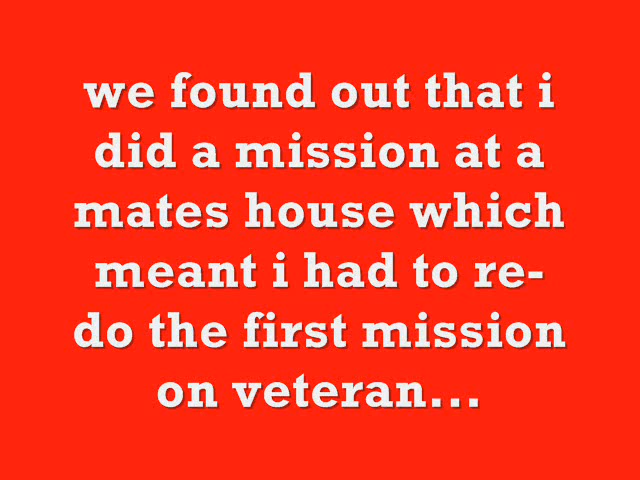 we found out that i
did a mission at a
mates house which
meant i had to re-
do the first mission
on veteran...